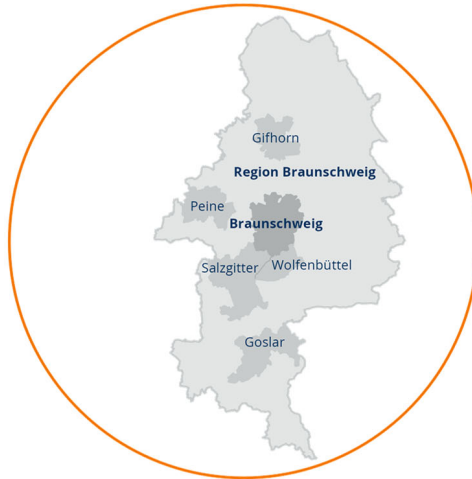 Gifhorn
Region Braunschweig
Peine
Braunschweig
Salzgitter
Wolfenbüttel
Goslar